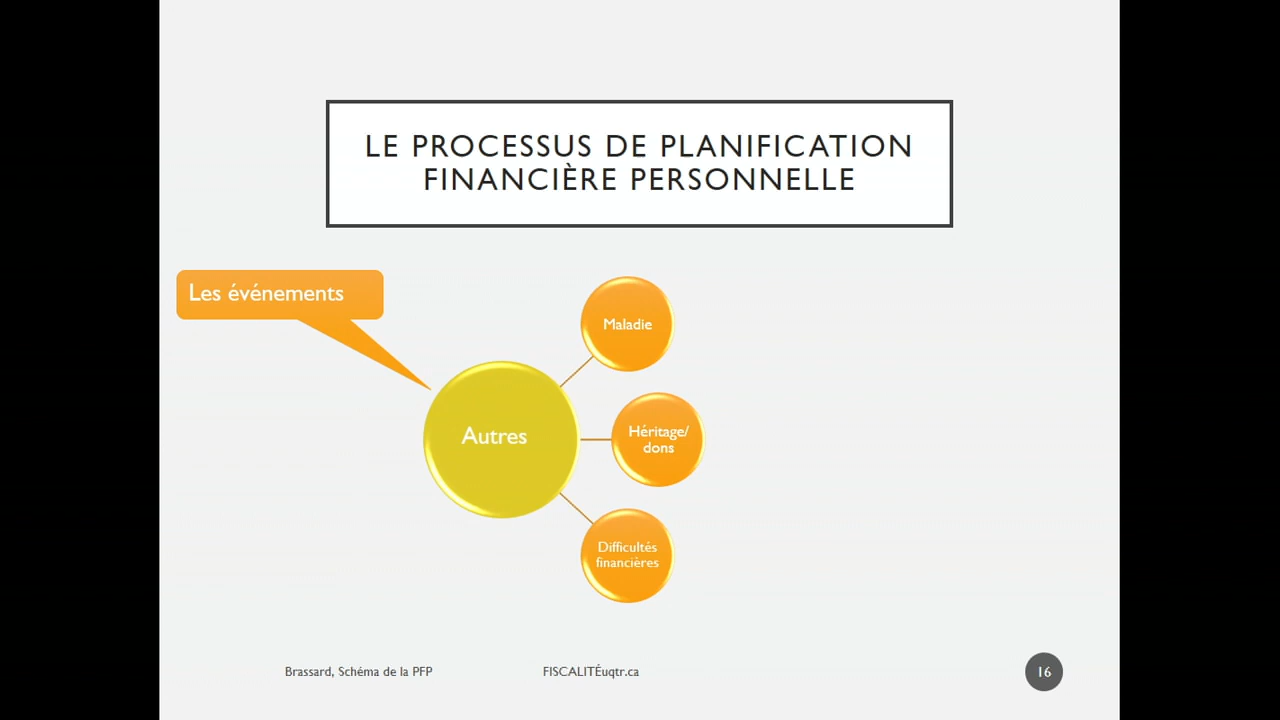 LE PROCESSUS DE PLANIFICATION
FINANCIÈRE PERSONNELLE
Les événements
Maladie
Autres
Héritage/
dons
Difficultés
financières
Brassard, Schéma de la PFP
FISCALITÉuqtr.ca
16